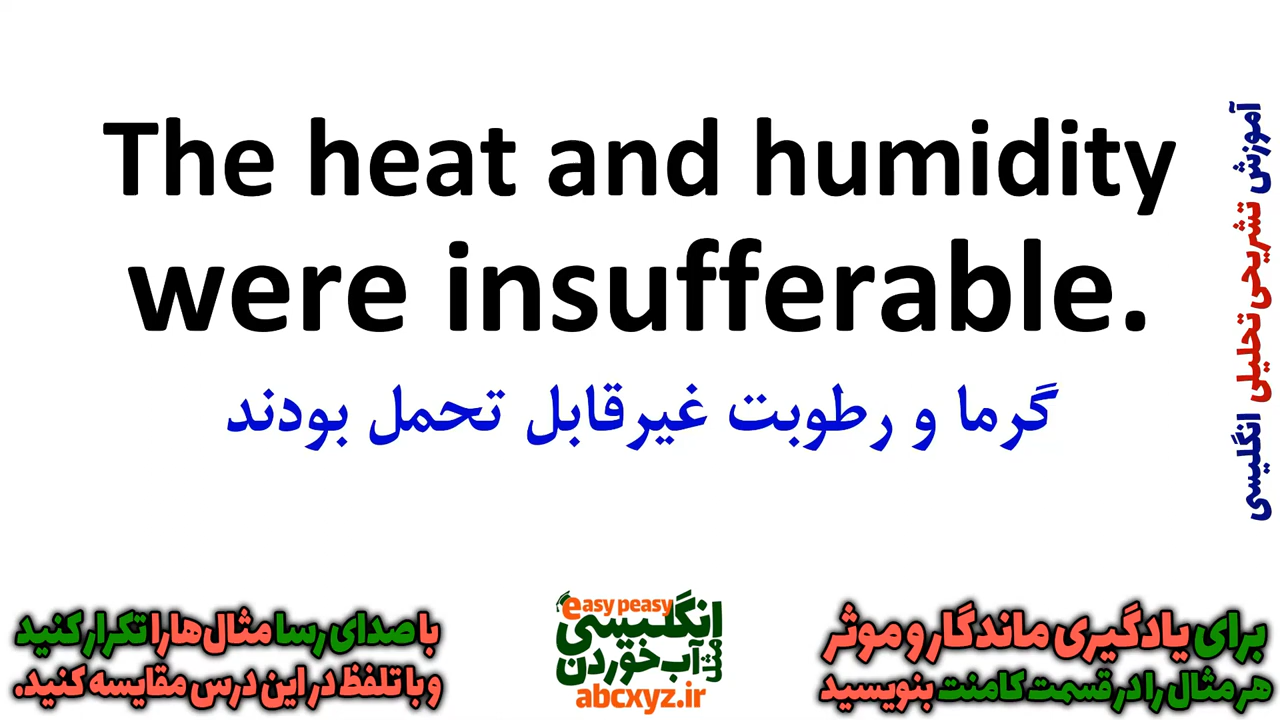 The heat and humidity
were insufferable.
گرما و رطوبت غیرقابل تحمل بودند
آموزش تشریحی تحلیلی انگلیسی
برای یادگیری ماندگار و موثر
هر مثال را در قسمت کامنت بنویسید
easy peasy
انگلیسی
مثل آب خوردن
abcxyz.ir
با صدای رسا مثال‌ها را تکرار کنید
و با تلفظ در این درس مقایسه کنید.